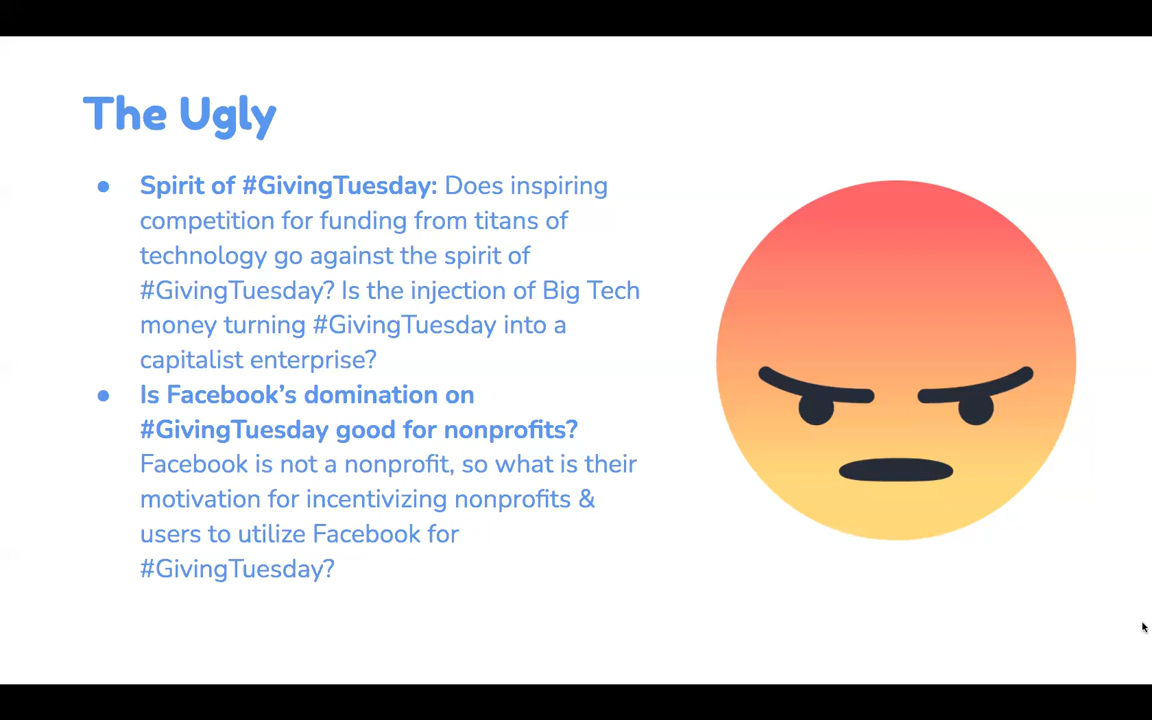 The Ugly
● Spirit of #GivingTuesday: Does inspiring
competition for funding from titans of
technology go against the spirit of
#GivingTuesday? Is the injection of Big Tech
money turning #GivingTuesday into a
capitalist enterprise?
● Is Facebook’s domination on
#GivingTuesday good for nonprofits?
Facebook is not a nonprofit, so what is their
motivation for incentivizing nonprofits &
users to utilize Facebook for
#GivingTuesday?